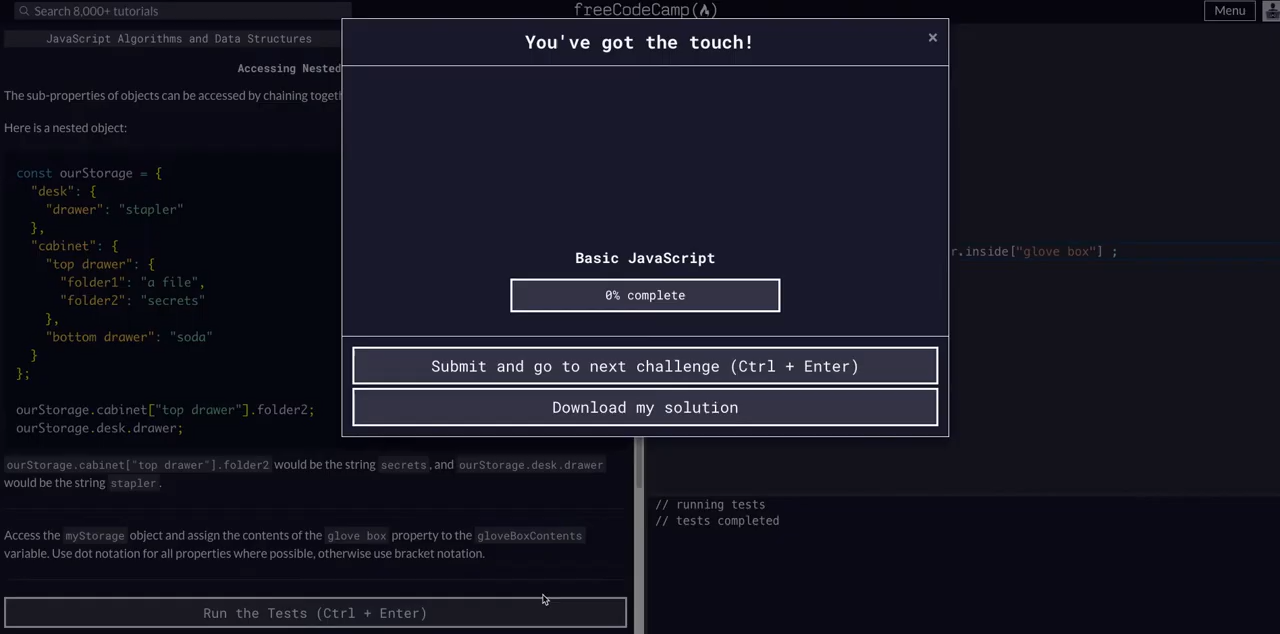 Search 8,000+ tutorials
freeCodeCamp
Menu
JavaScript Algorithms and Data Structures
Accessing Nested
The sub-properties of objects can be accessed by chaining
Here is a nested object:
const ourStorage = {
"desk": {
"drawer": "stapler"
},
"cabinet": {
"top drawer": {
"folder1": "a file",
"folder2": "secrets"
},
"bottom drawer": "soda"
}
};
ourStorage.cabinet["top drawer"].folder2;
ourStorage.desk.drawer;
ourStorage.cabinet["top drawer"].folder2 would be the string secrets, and ourStorage.desk.drawer
would be the string stapler.
Access the myStorage object and assign the contents of the glove box property to the gloveBoxContents
variable. Use dot notation for all properties where possible, otherwise use bracket notation.
Run the Tests (Ctrl + Enter)
You've got the touch!
×
Basic JavaScript
0% complete
Submit and go to next challenge (Ctrl + Enter)
Download my solution
r.inside["glove box"] ;
// running tests
// tests completed